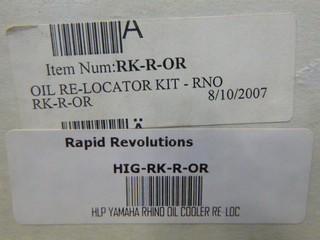 A
Item Num:RK-R-OR
OIL RE-LOCATOR KIT - RNO
RK-R-OR 8/10/2007
Rapid Revolutions
HIG-RK-R-OR
HLP YAMAHA RHINO OIL COOLER RE-LOC